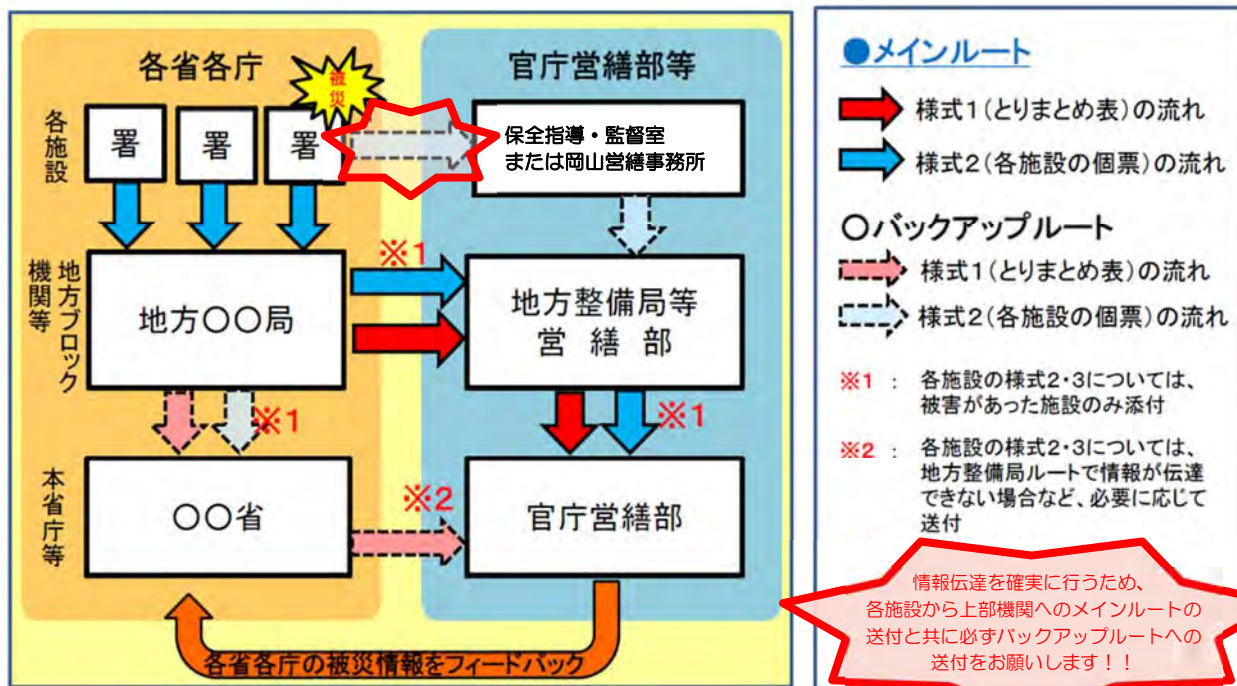 各省各庁
官庁営繕部等
被災
各施設
署
署
署
保全指導・監督室
または岡山営繕事務所
地方ブロック
機関等
地方〇〇局
※1
地方整備局等
営繕部
※1
※1
本省庁等
〇〇省
※2
官庁営繕部
各省各庁の被災情報をフィードバック
●メインルート
様式1(とりまとめ表)の流れ
様式2(各施設の個票)の流れ
〇バックアップルート
様式1(とりまとめ表)の流れ
様式2(各施設の個票)の流れ
※1 : 各施設の様式2・3については、
被害があった施設のみ添付
※2 : 各施設の様式2・3については、
地方整備局ルートで情報が伝達
できない場合など、必要に応じて
送付
情報伝達を確実に行うため、
各施設から上部機関へのメインルートの
送付と共に必ずバックアップルートへの
送付をお願いします!!